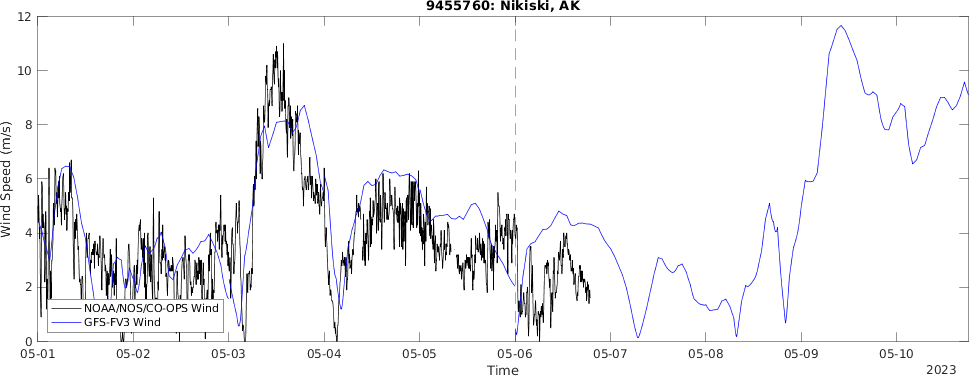 9455760: Nikiski, AK
Wind Speed (m/s)
12
10
8
6
4
2
0
NOAA/NOS/CO-OPS Wind
GFS-FV3 Wind
05-01 05-02 05-03 05-04 05-05 05-06 05-07 05-08 05-09 05-10
Time
2023